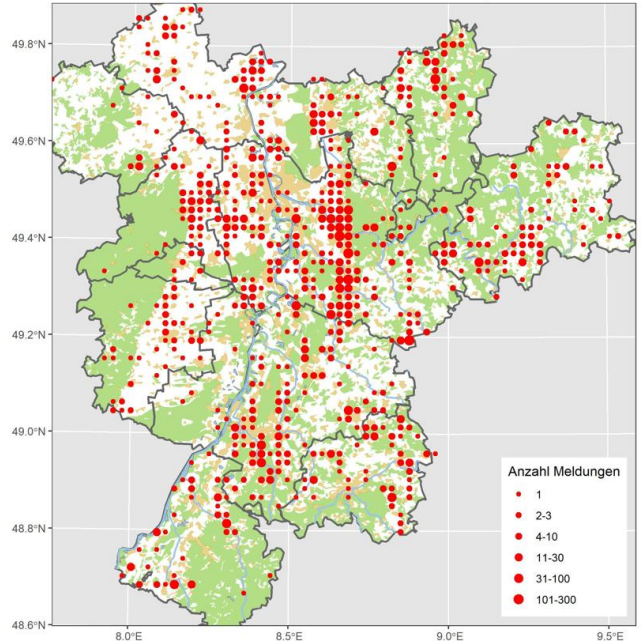 49.8°N
49.6°N
49.4°N
49.2°N
49.0°N
48.8°N
48.6°N
8.0°E
8.5°E
9.0°E
9.5°E
Anzahl Meldungen
1
2-3
4-10
11-30
31-100
101-300